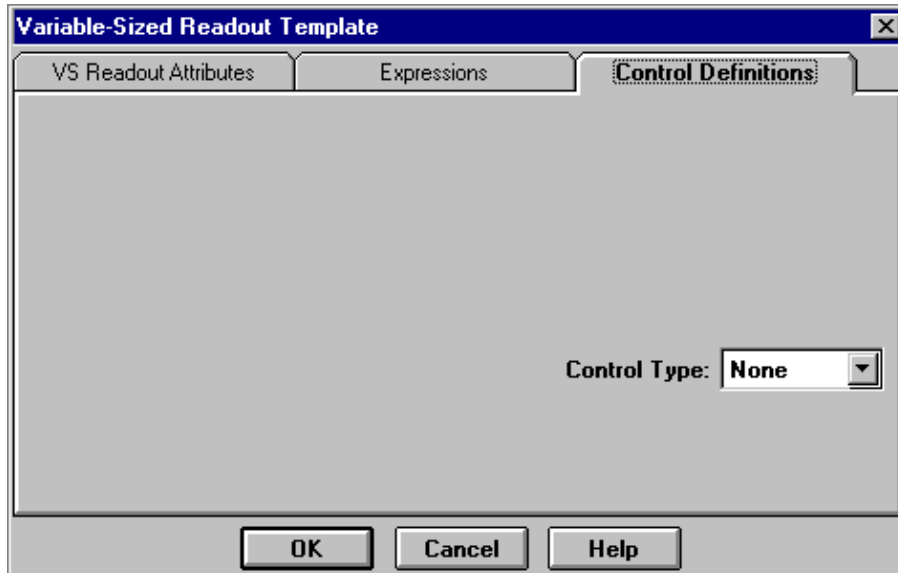 Variable-Sized Readout Template
VS Readout Attributes Expressions Control Definitions
Control Type: None
OK Cancel Help